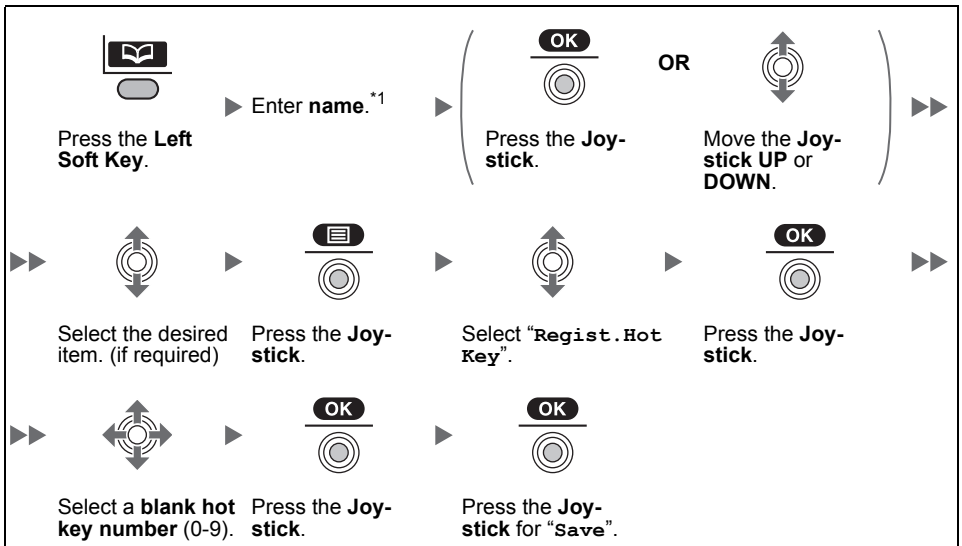 OK
OR
Press the Left
Soft Key.
Enter name.*1
Press the Joy-
stick.
Move the Joy-
stick UP or
DOWN.
OK
Select the desired
item. (if required)
Press the Joy-
stick.
Select “Regist.Hot
Key”.
Press the Joy-
stick.
OK
OK
Select a blank hot
key number (0-9).
Press the Joy-
stick.
Press the Joy-
stick for “Save”.